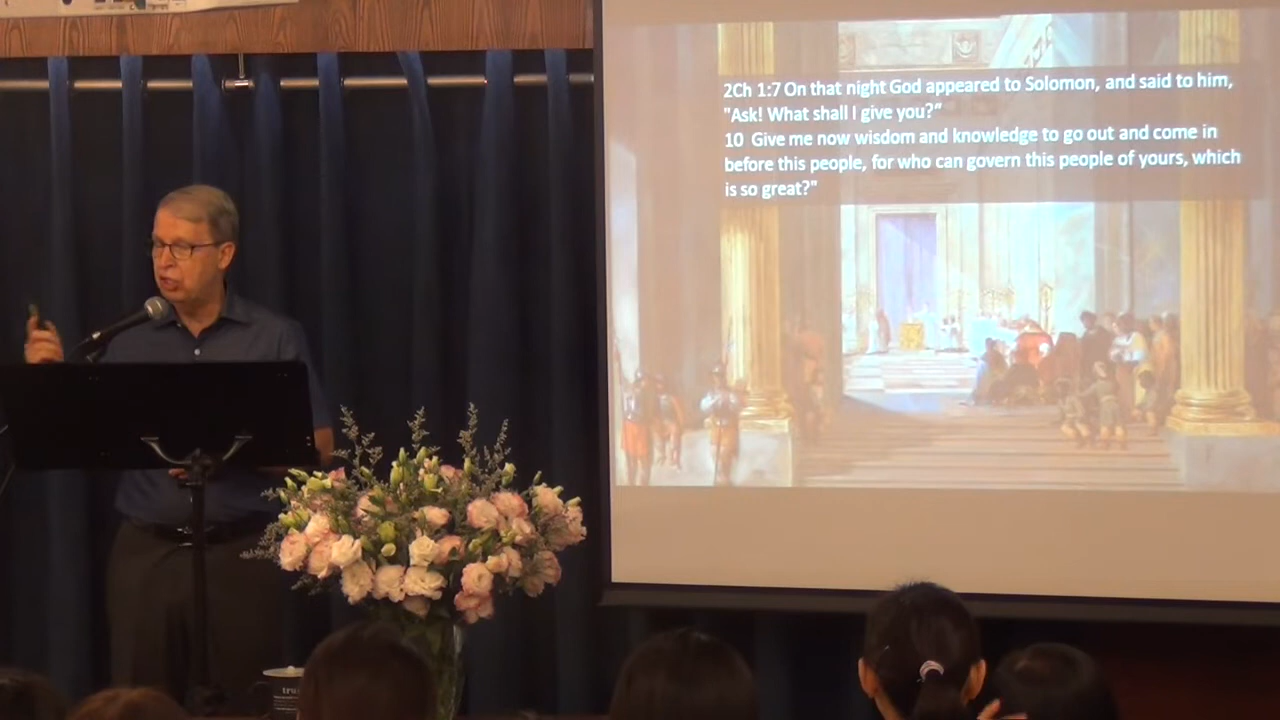 2Ch 1:7 On that night God appeared to Solomon, and said to him,
"Ask! What shall I give you?"
10 Give me now wisdom and knowledge to go out and come in
before this people, for who can govern this people of yours, which
is so great?"